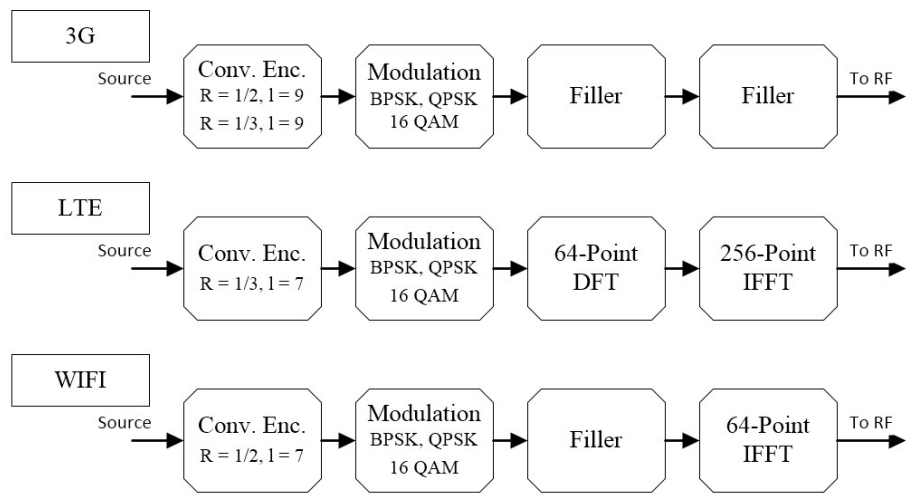 3G
Source
Conv. Enc.
R = 1/2, l = 9
R = 1/3, l = 9
Modulation
BPSK, QPSK
16 QAM
Filler
Filler
To RF
LTE
Source
Conv. Enc.
R = 1/3, l = 7
Modulation
BPSK, QPSK
16 QAM
64-Point
DFT
256-Point
IFFT
To RF
WIFI
Source
Conv. Enc.
R = 1/2, l = 7
Modulation
BPSK, QPSK
16 QAM
Filler
64-Point
IFFT
To RF